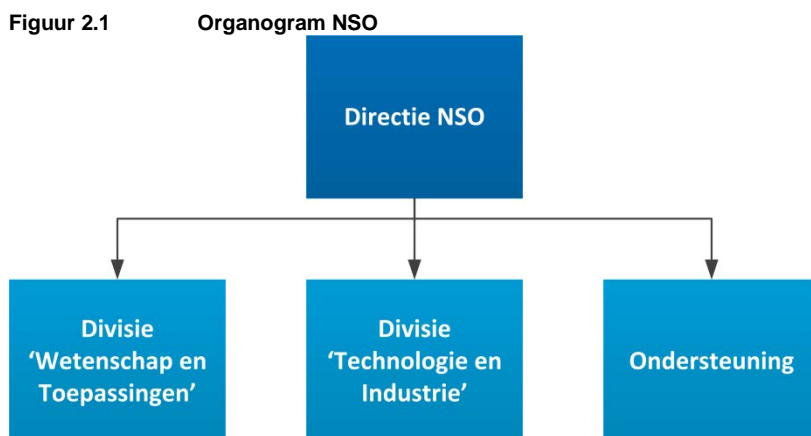 Figuur 2.1 Organogram NSO
Directie NSO
Divisie
‘Wetenschap en
Toepassingen’
Divisie
‘Technologie en
Industrie’
Ondersteuning